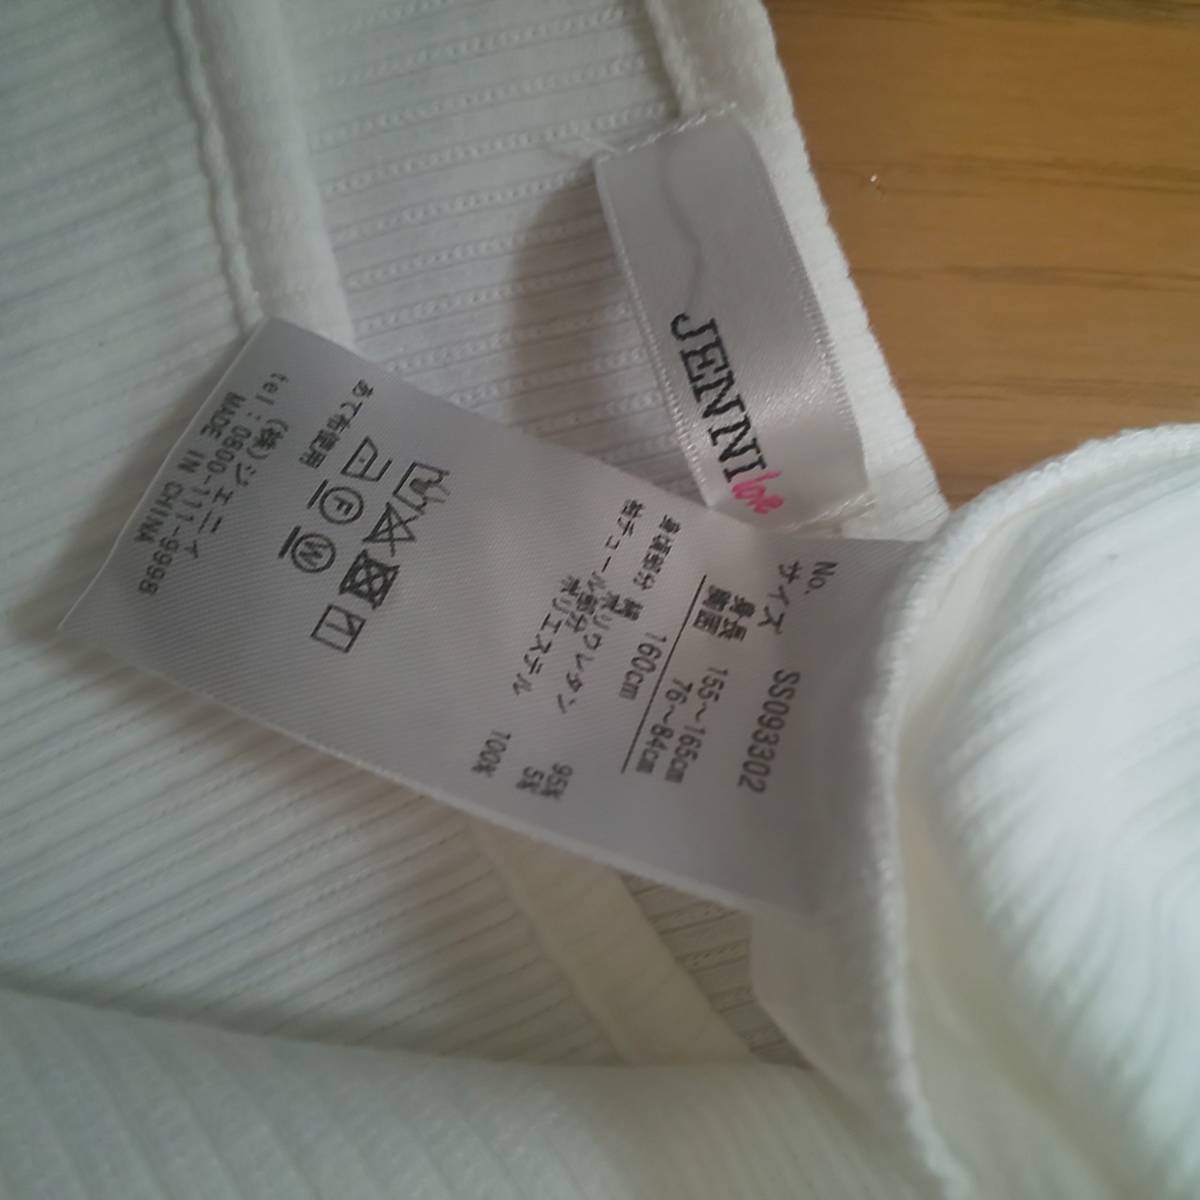 JENNI
love
No. SS093302
サイズ
身長 155~165cm
胸囲 76~84cm
160cm
身頃部分 綿 95%
ポリウレタン 5%
袖チュール部分
ポリエステル 100%
あて布使用
(株)ジェニイ
tel:0800-111-9998
MADE IN CHINA